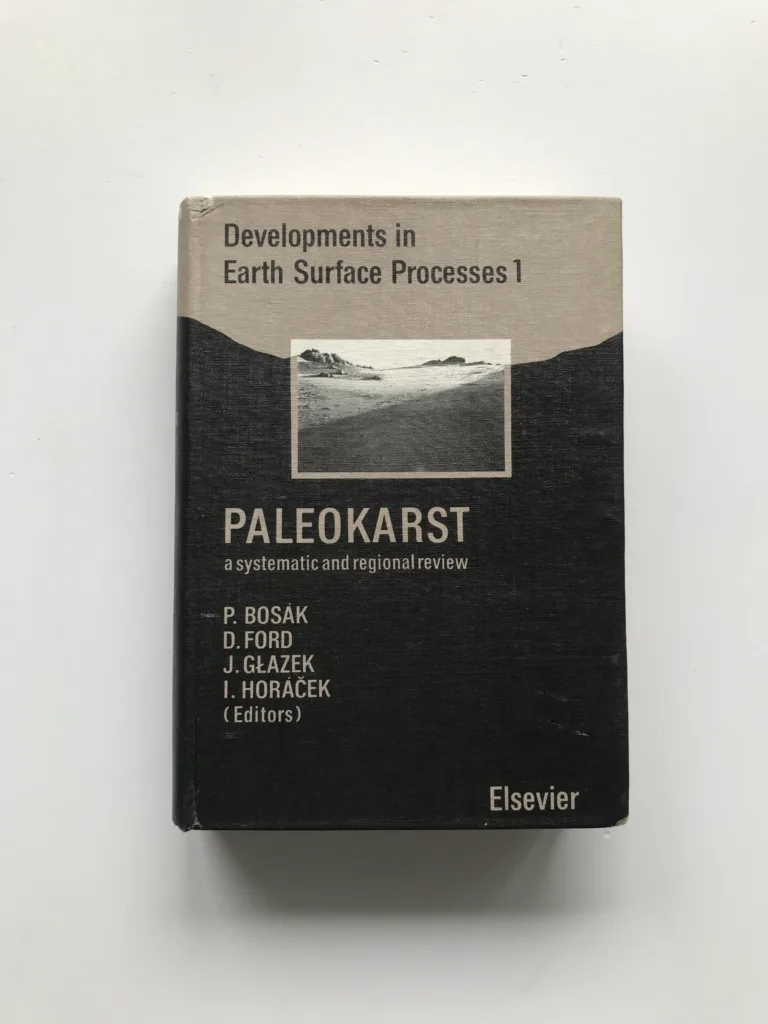 Developments in
Earth Surface Processes 1
PALEOKARST
a systematic and regional review
P. BOSÁK
D. FORD
J. GŁAZEK
I. HORÁČEK
(Editors)
Elsevier